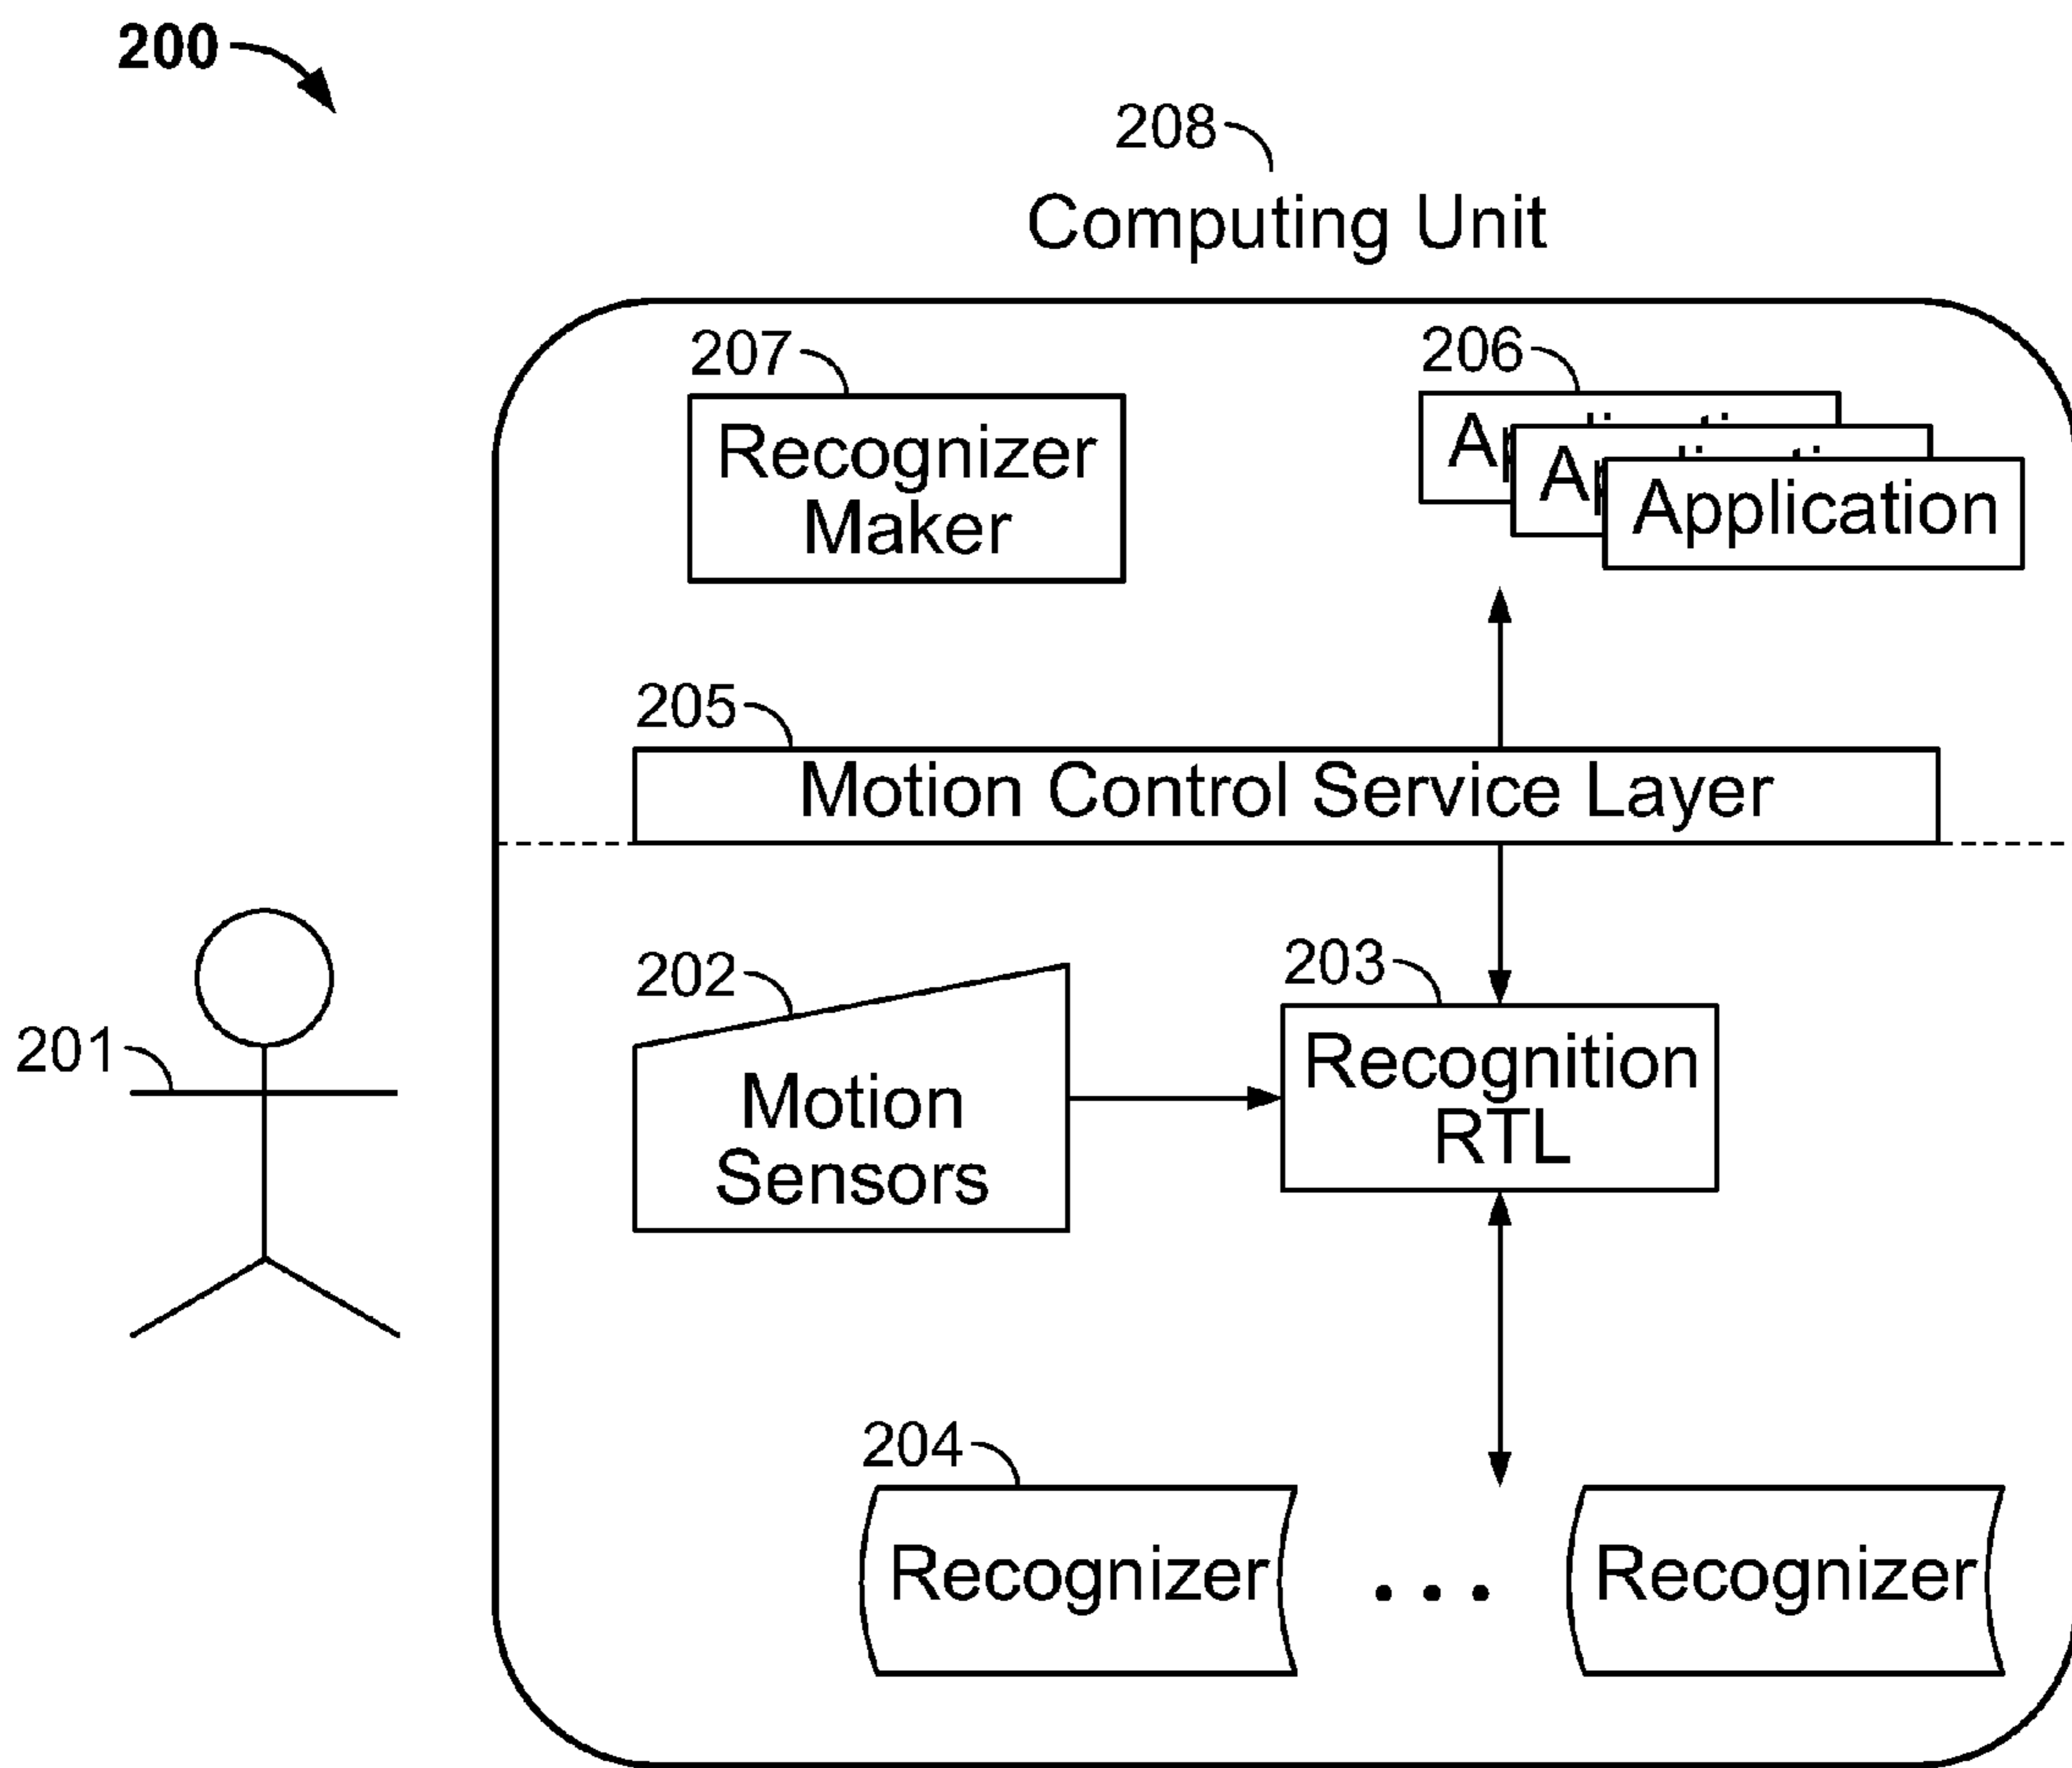 200
208
Computing Unit
207
206
Recognizer
Maker
Application
205
Motion Control Service Layer
202
203
201
Motion
Sensors
Recognition
RTL
204
Recognizer
...
Recognizer